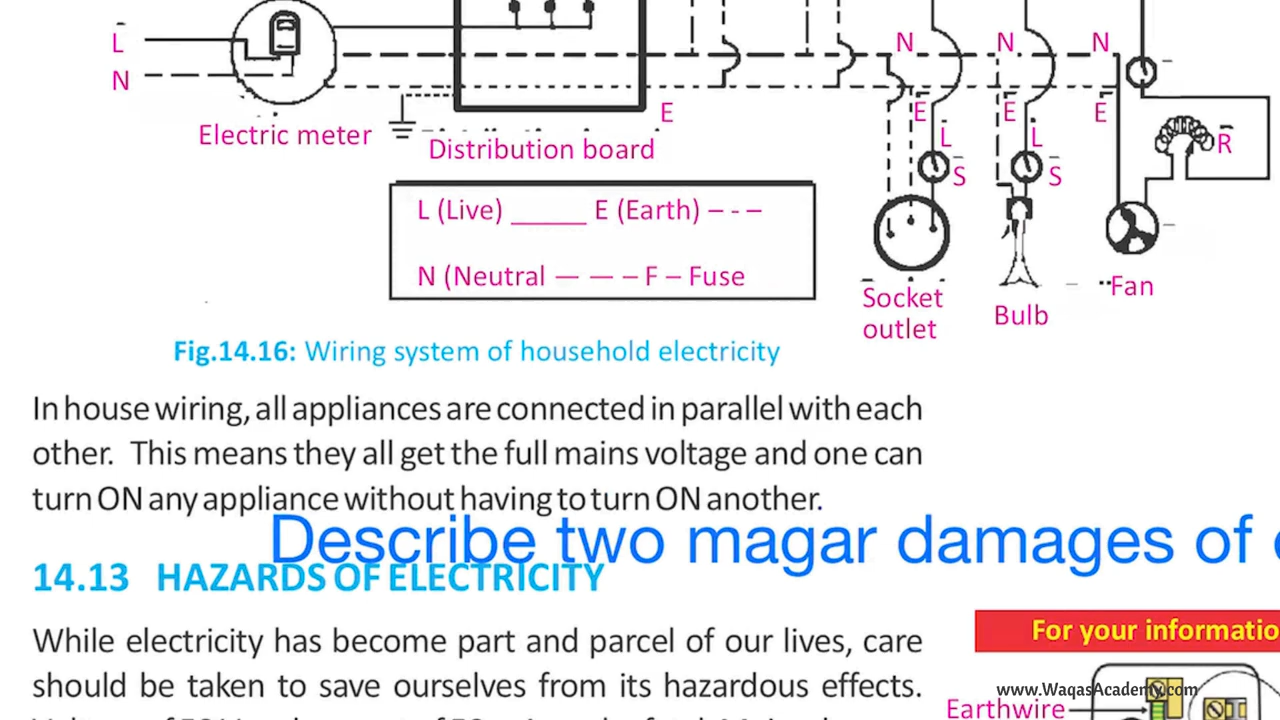 L
N
N N N
E E E
E
L L R
S S
Electric meter
Distribution board
L (Live) _____ E (Earth) – - –
N (Neutral — — – F – Fuse
Socket
outlet
Bulb
Fan
Fig.14.16: Wiring system of household electricity
In house wiring, all appliances are connected in parallel with each
other. This means they all get the full mains voltage and one can
turn ON any appliance without having to turn ON another.
Describe two magar damages of
14.13 HAZARDS OF ELECTRICITY
While electricity has become part and parcel of our lives, care
should be taken to save ourselves from its hazardous effects.
For your informatio
www.WaqasAcademy.com
Earthwire